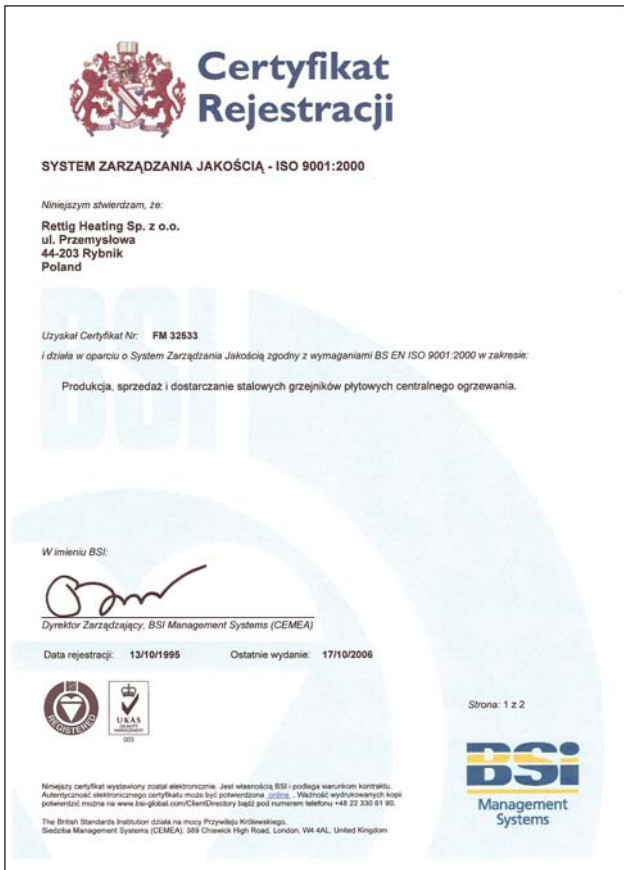 Certyfikat
Rejestracji
SYSTEM ZARZĄDZANIA JAKOŚCIĄ - ISO 9001:2000
Niniejszym stwierdzam, że:
Rettig Heating Sp. z o.o.
ul. Przemysłowa
44-203 Rybnik
Poland
BSI
Uzyskał Certyfikat Nr: FM 32533
i działa w oparciu o System Zarządzania Jakością zgodny z wymaganiami BS EN ISO 9001:2000 w zakresie:
Produkcja, sprzedaż i dostarczanie stalowych grzejników płytowych centralnego ogrzewania.
W imieniu BSI:
Dyrektor Zarządzający, BSI Management Systems (CEMEA)
Data rejestracji: 13/10/1995 Ostatnie wydanie: 17/10/2006
BSI
REGISTERED
UKAS
QUALITY
MANAGEMENT
003
Strona: 1 z 2
BSi
Management
Systems
Niniejszy certyfikat wystawiony został elektronicznie. Jest własnością BSI i podlega warunkom kontraktu.
Autentyczność elektronicznego certyfikatu może być potwierdzona online . Ważność wydrukowanych kopii
potwierdzić można na www.bsi-global.com/ClientDirectory bądź pod numerem telefonu +48 22 330 61 90.
The British Standards Institution działa na mocy Przywileju Królewskiego.
Siedziba Management Systems (CEMEA): 389 Chiswick High Road, London, W4 4AL, United Kingdom